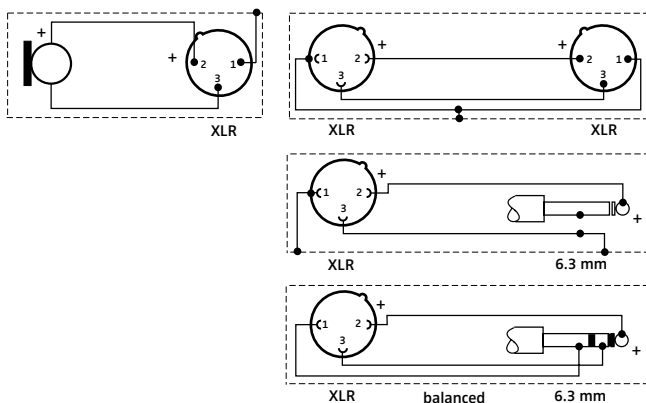 + + 2 1 3
XLR
1 2 + 2 1 3 3
XLR XLR
1 2 + 3 +
XLR 6.3 mm
1 2 + 3 +
XLR balanced 6.3 mm